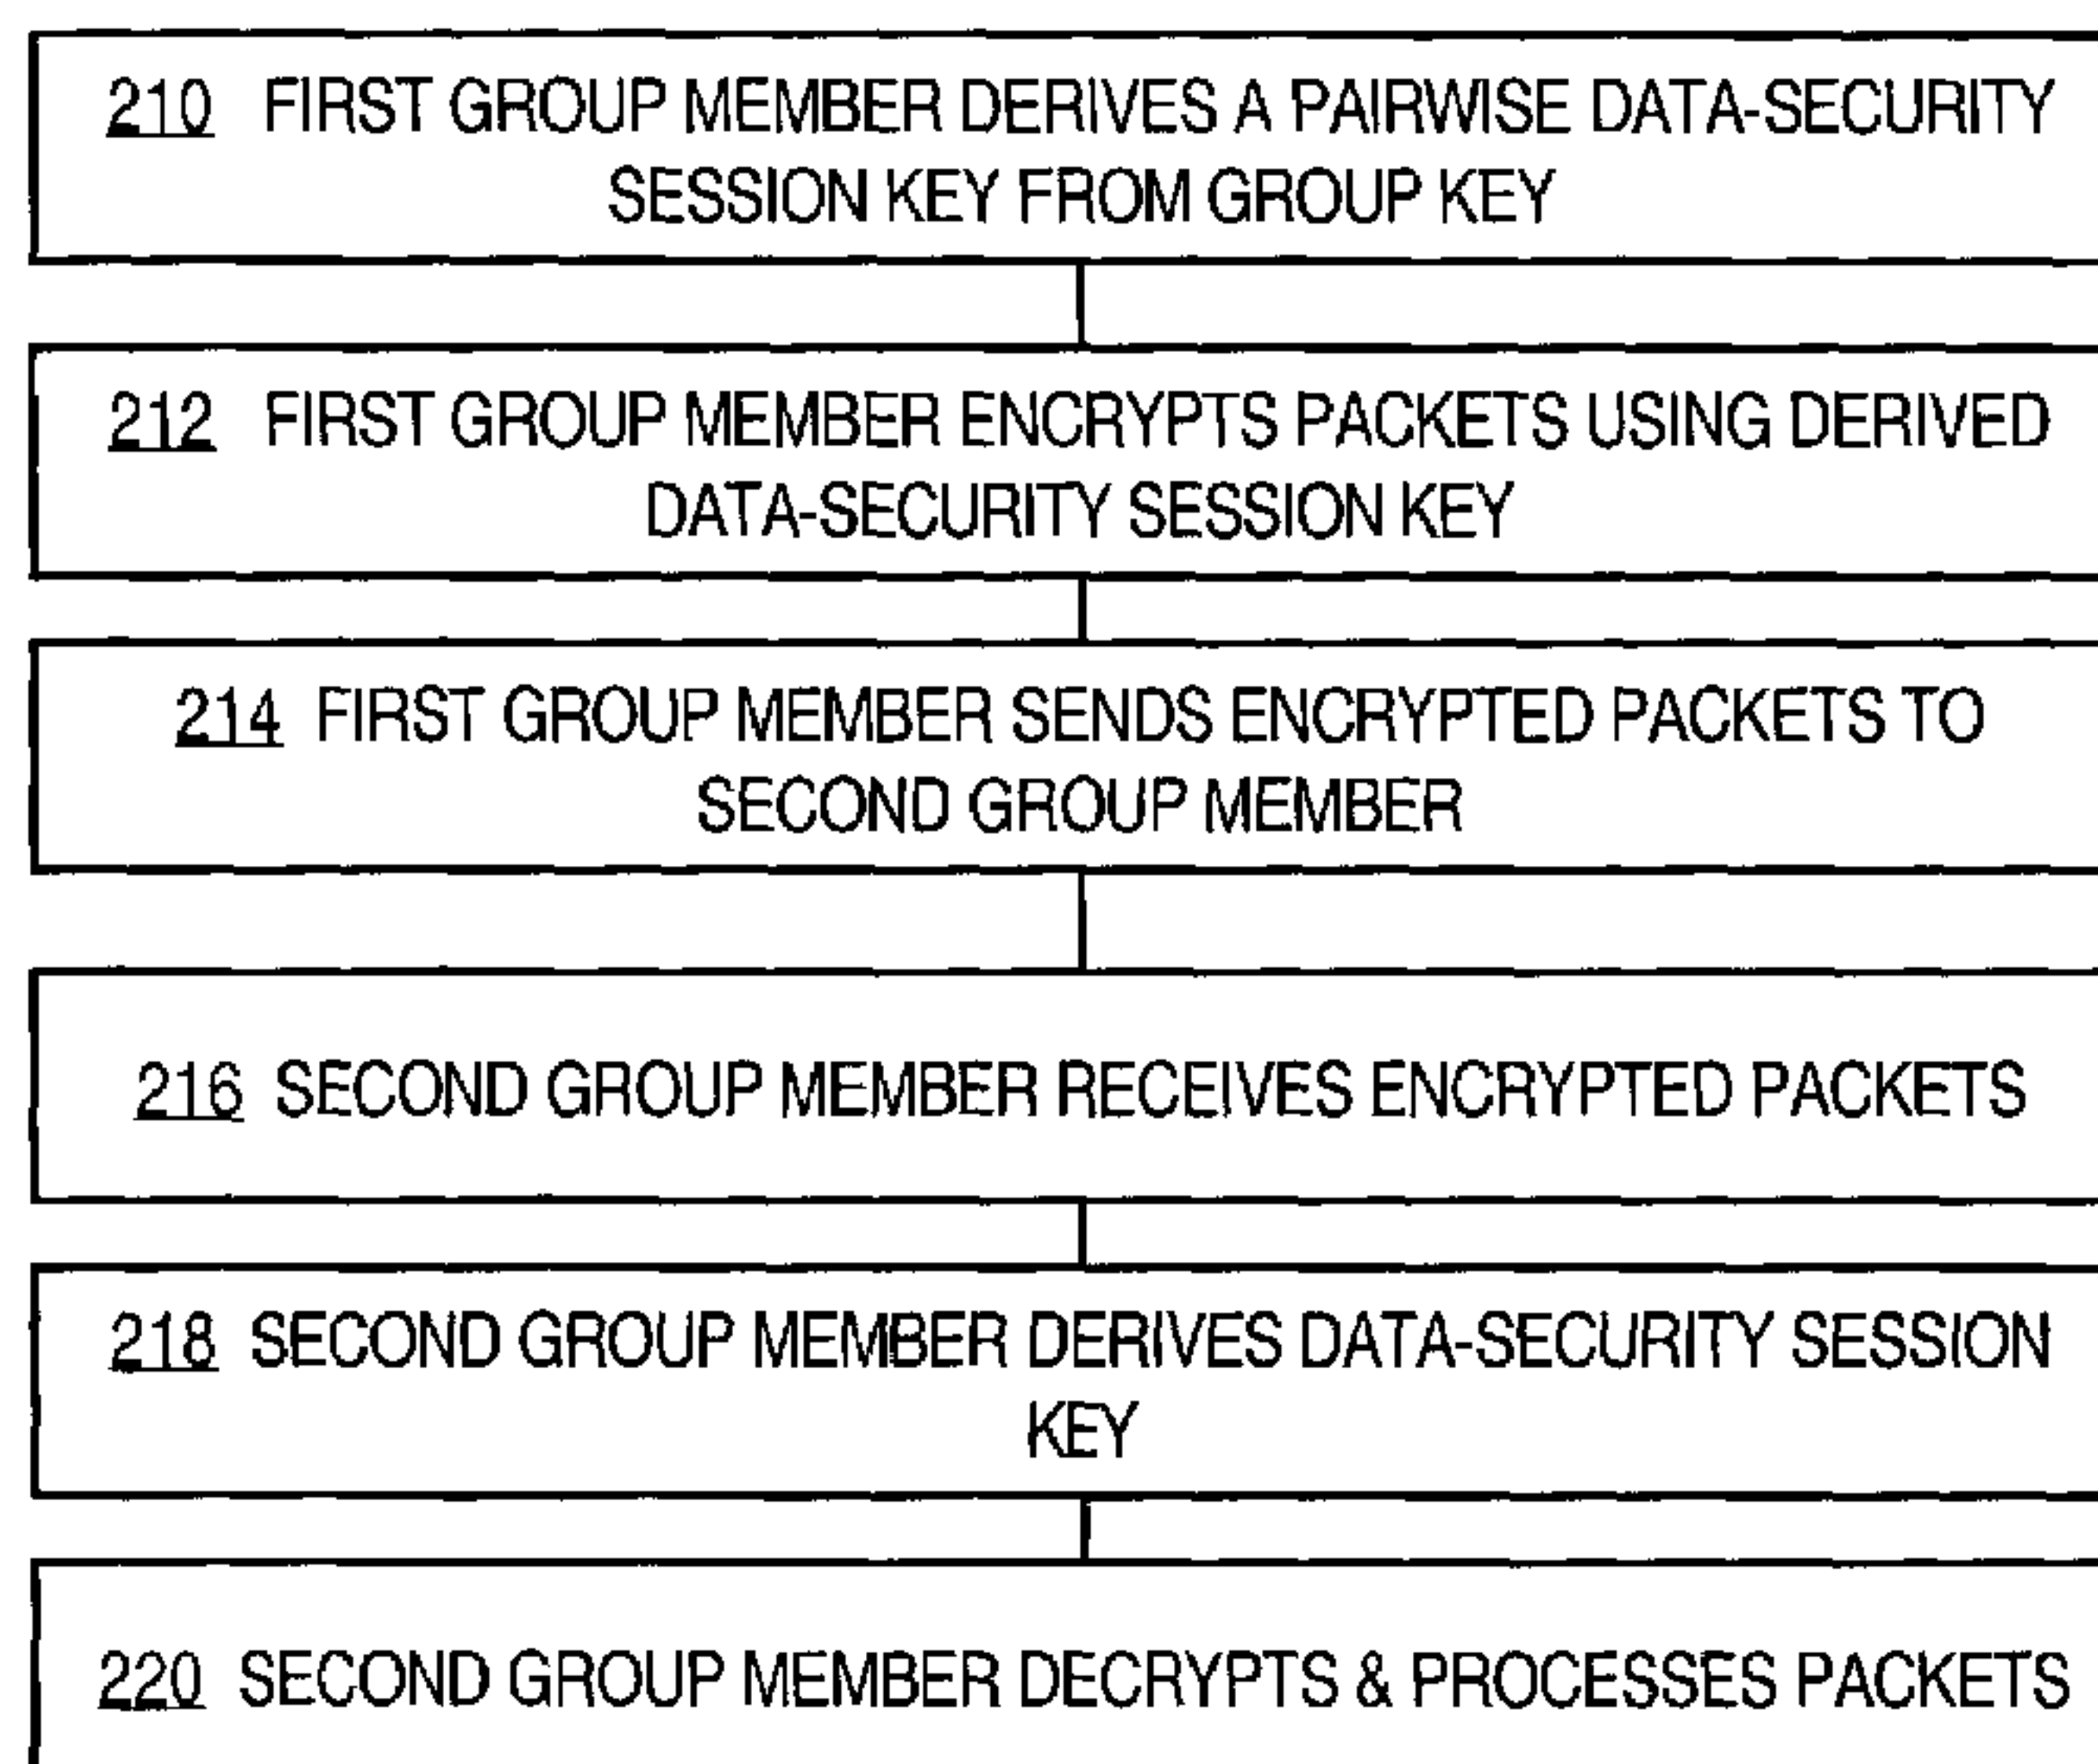 210 FIRST GROUP MEMBER DERIVES A PAIRWISE DATA-SECURITY
SESSION KEY FROM GROUP KEY
212 FIRST GROUP MEMBER ENCRYPTS PACKETS USING DERIVED
DATA-SECURITY SESSION KEY
214 FIRST GROUP MEMBER SENDS ENCRYPTED PACKETS TO
SECOND GROUP MEMBER
216 SECOND GROUP MEMBER RECEIVES ENCRYPTED PACKETS
218 SECOND GROUP MEMBER DERIVES DATA-SECURITY SESSION
KEY
220 SECOND GROUP MEMBER DECRYPTS & PROCESSES PACKETS